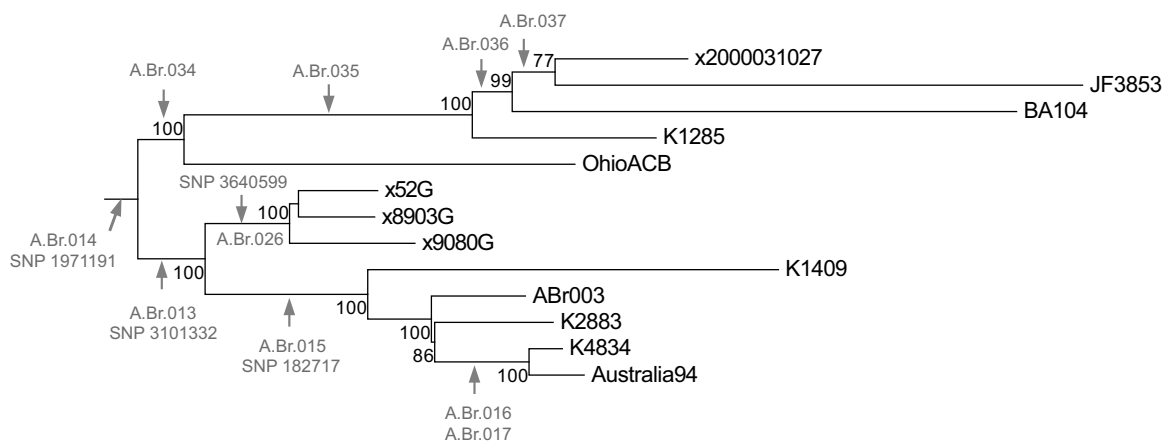 A.Br.037
A.Br.036
A.Br.034
A.Br.035
77
x2000031027
99
JF3853
100
BA104
100
K1285
OhioACB
SNP 3640599
x52G
100
x8903G
A.Br.026
x9080G
A.Br.014
SNP 1971191
100
K1409
A.Br.013
SNP 3101332
100
ABr003
100
K2883
A.Br.015
SNP 182717
86
K4834
100
Australia94
A.Br.016
A.Br.017